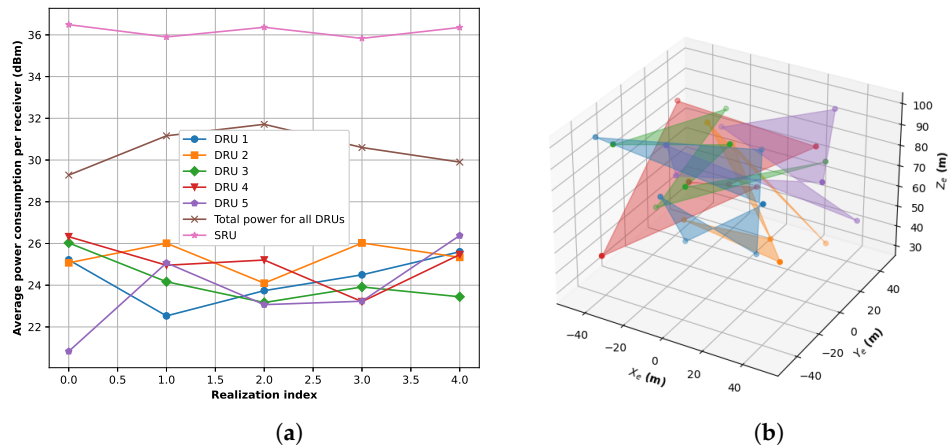 36
34
32
30
28
26
24
22
0.0 0.5 1.0 1.5 2.0 2.5 3.0 3.5 4.0
Average power consumption per receiver (dBm)
Realization index
DRU 1
DRU 2
DRU 3
DRU 4
DRU 5
Total power for all DRUs
SRU
(a)
100
90
80
70
60
50
40
30
Z_e (m)
40
20
0
−20
−40
Y_e (m)
−40 −20 0 20 40
X_e (m)
(b)